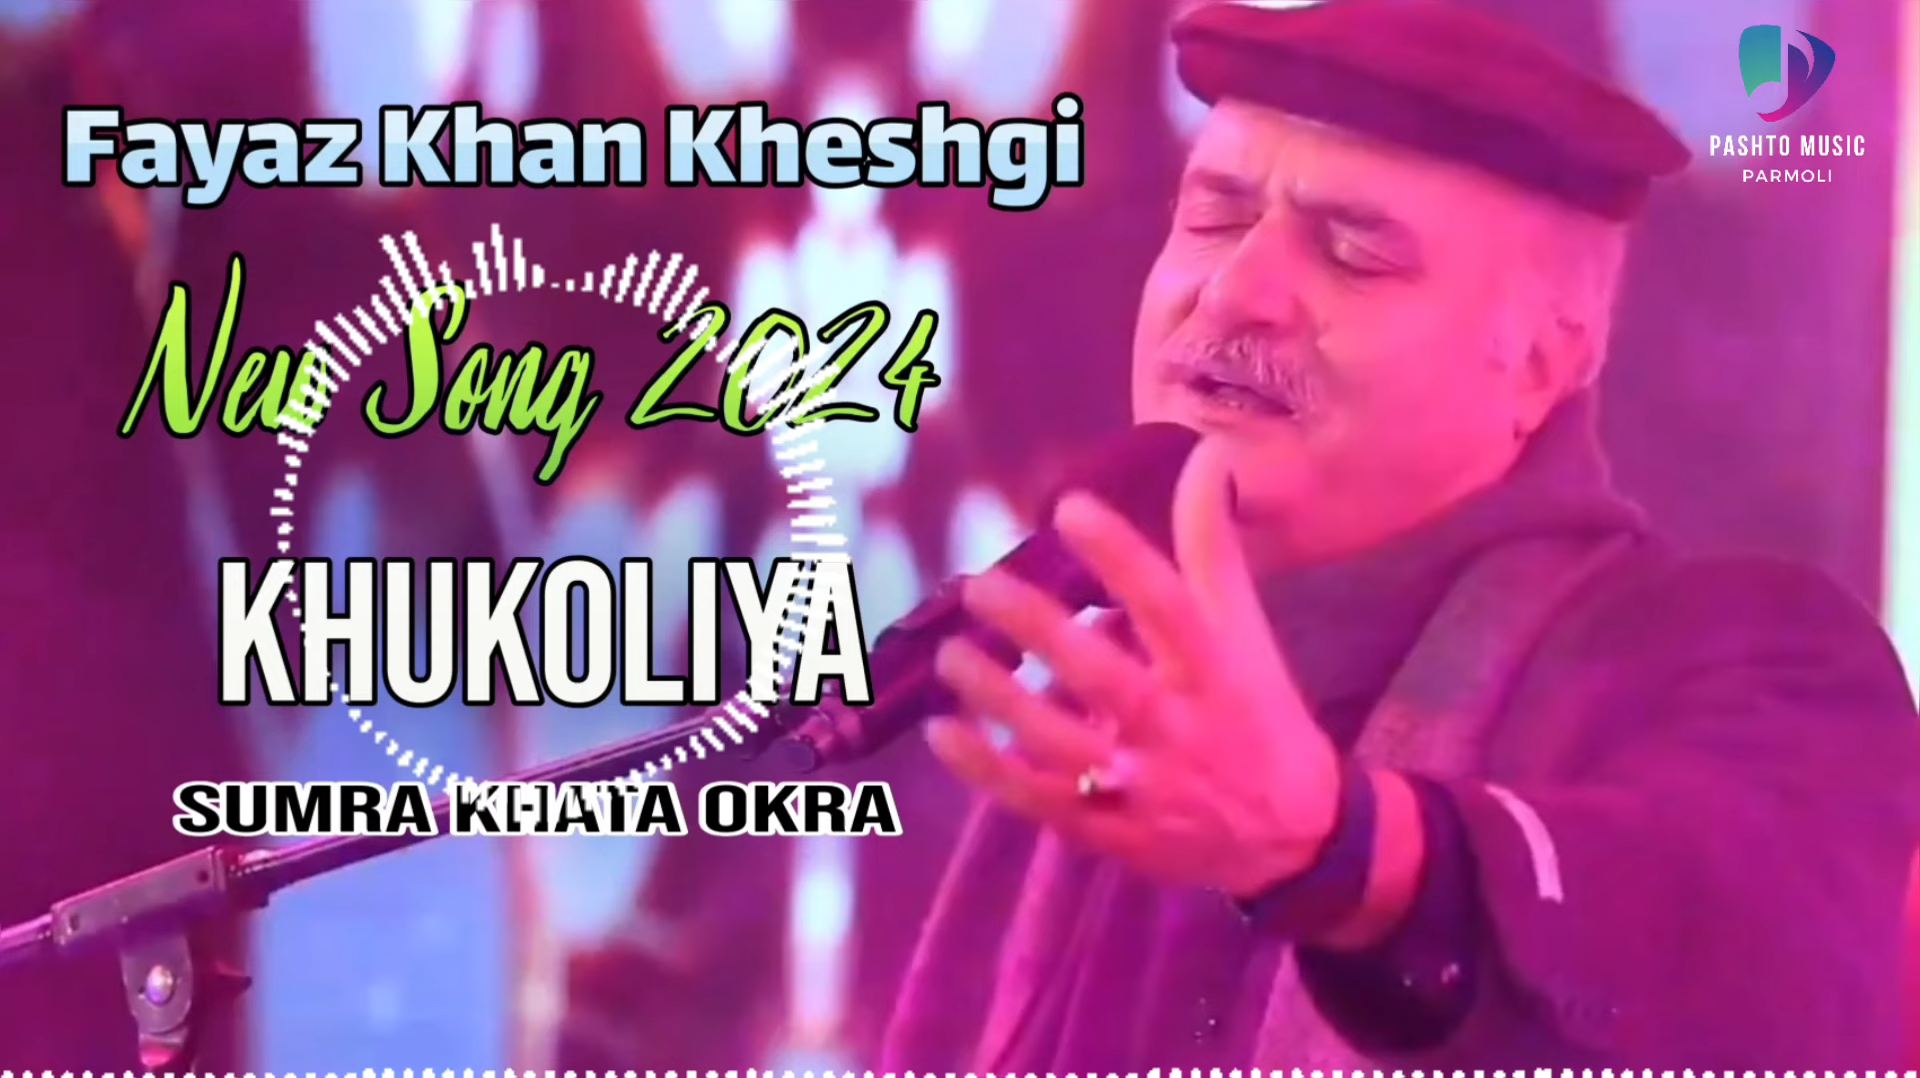 Fayaz Khan Kheshgi
New Song 2024
KHUKOLIYA
SUMRA KHATA OKRA
PASHTO MUSIC
PARMOLI